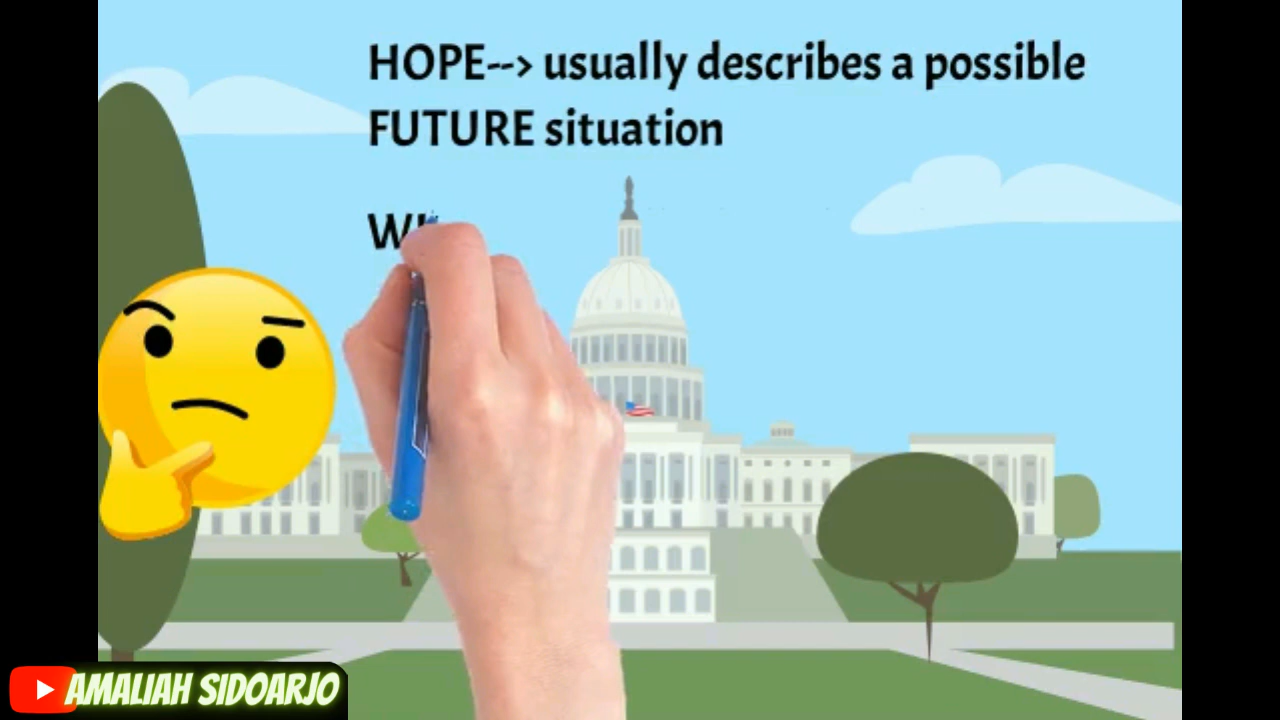 HOPE--> usually describes a possible
FUTURE situation
AMALIAH SIDOARJO